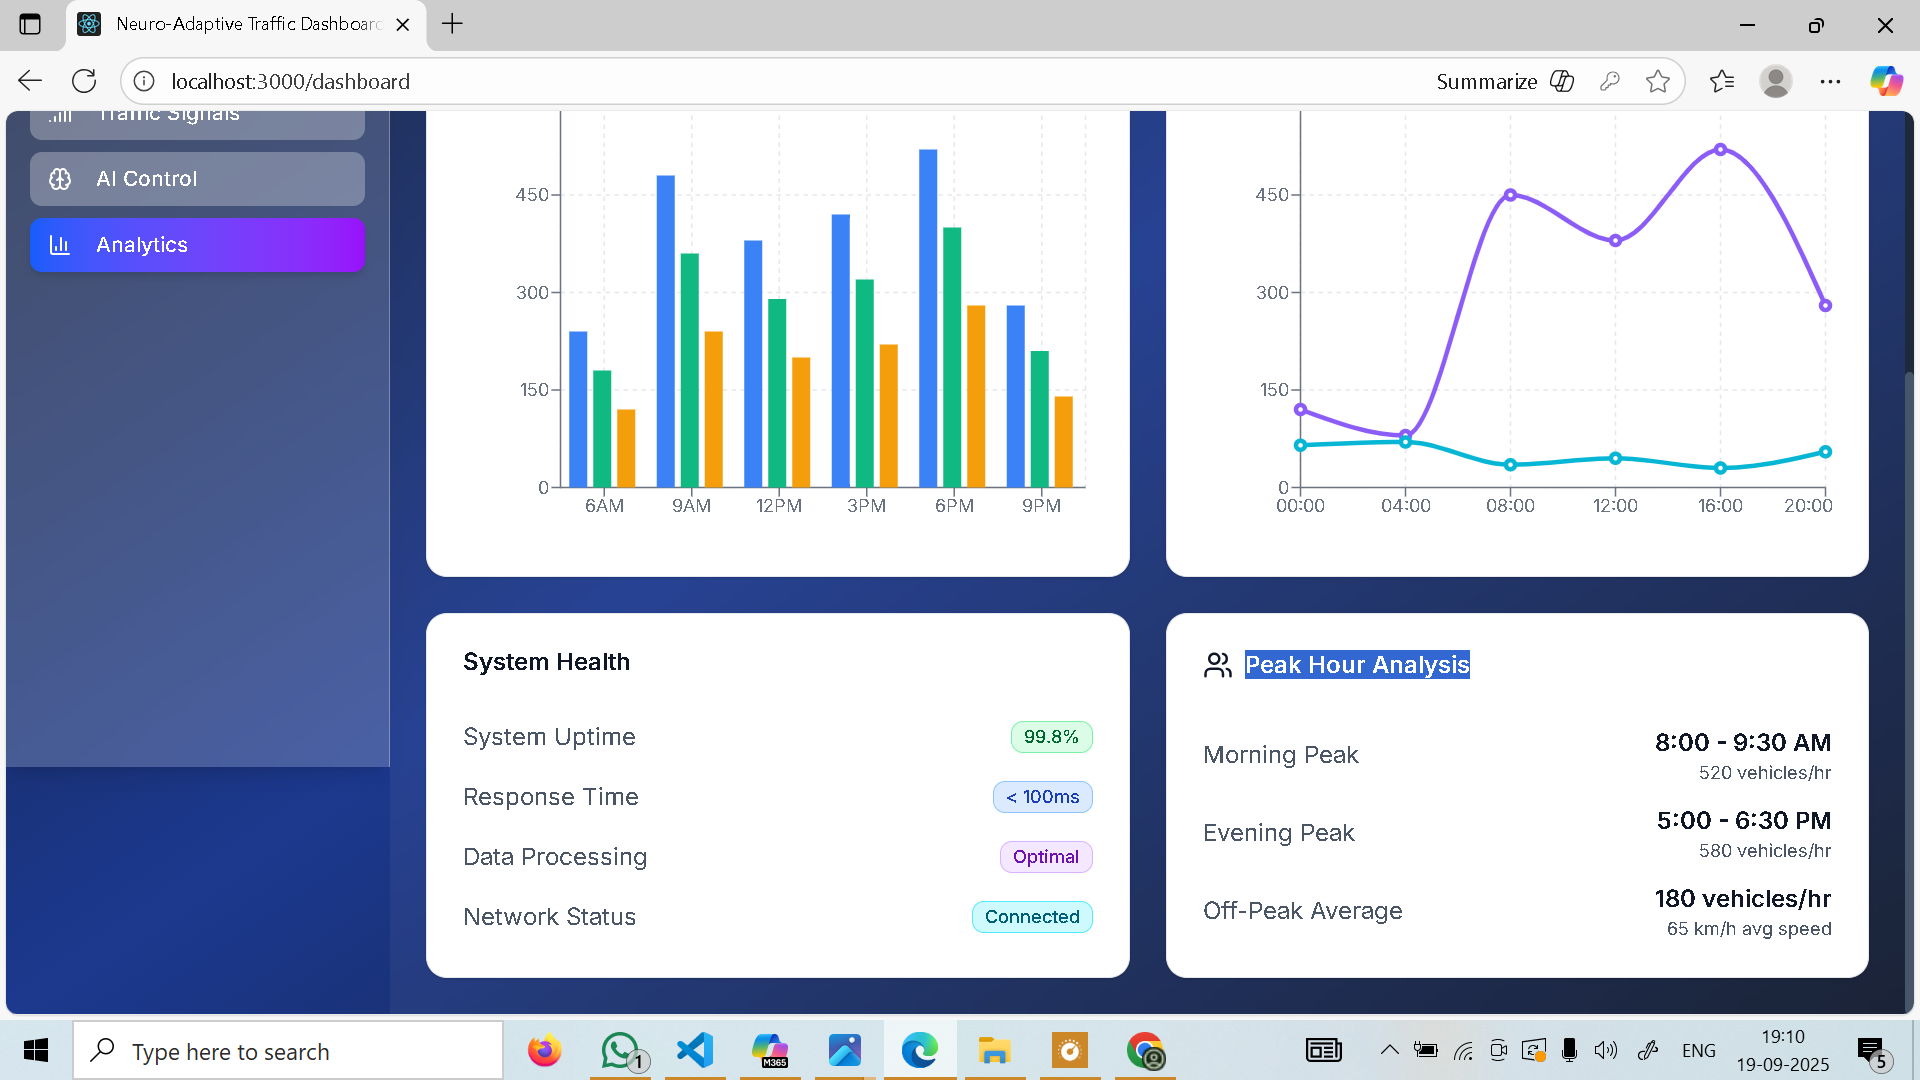 Neuro-Adaptive Traffic Dashboard
localhost:3000/dashboard
Summarize
Traffic Signals
AI Control
Analytics
450
300
150
0
6AM 9AM 12PM 3PM 6PM 9PM
450
300
150
0
00:00 04:00 08:00 12:00 16:00 20:00
System Health
System Uptime 99.8%
Response Time < 100ms
Data Processing Optimal
Network Status Connected
Peak Hour Analysis
Morning Peak 8:00 - 9:30 AM
520 vehicles/hr
Evening Peak 5:00 - 6:30 PM
580 vehicles/hr
Off-Peak Average 180 vehicles/hr
65 km/h avg speed
Type here to search
1
M365
ENG
19:10
19-09-2025
5